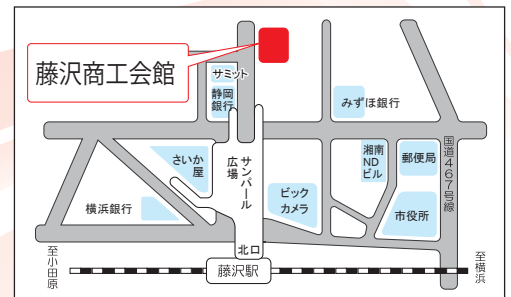 藤沢商工会館
サミット
静岡
銀行
みずほ銀行
さいか
屋
サンパール
広場
湘南
ND
ビル
郵便局
国道467号線
横浜銀行
ビック
カメラ
市役所
北口
至小田原
藤沢駅
至横浜